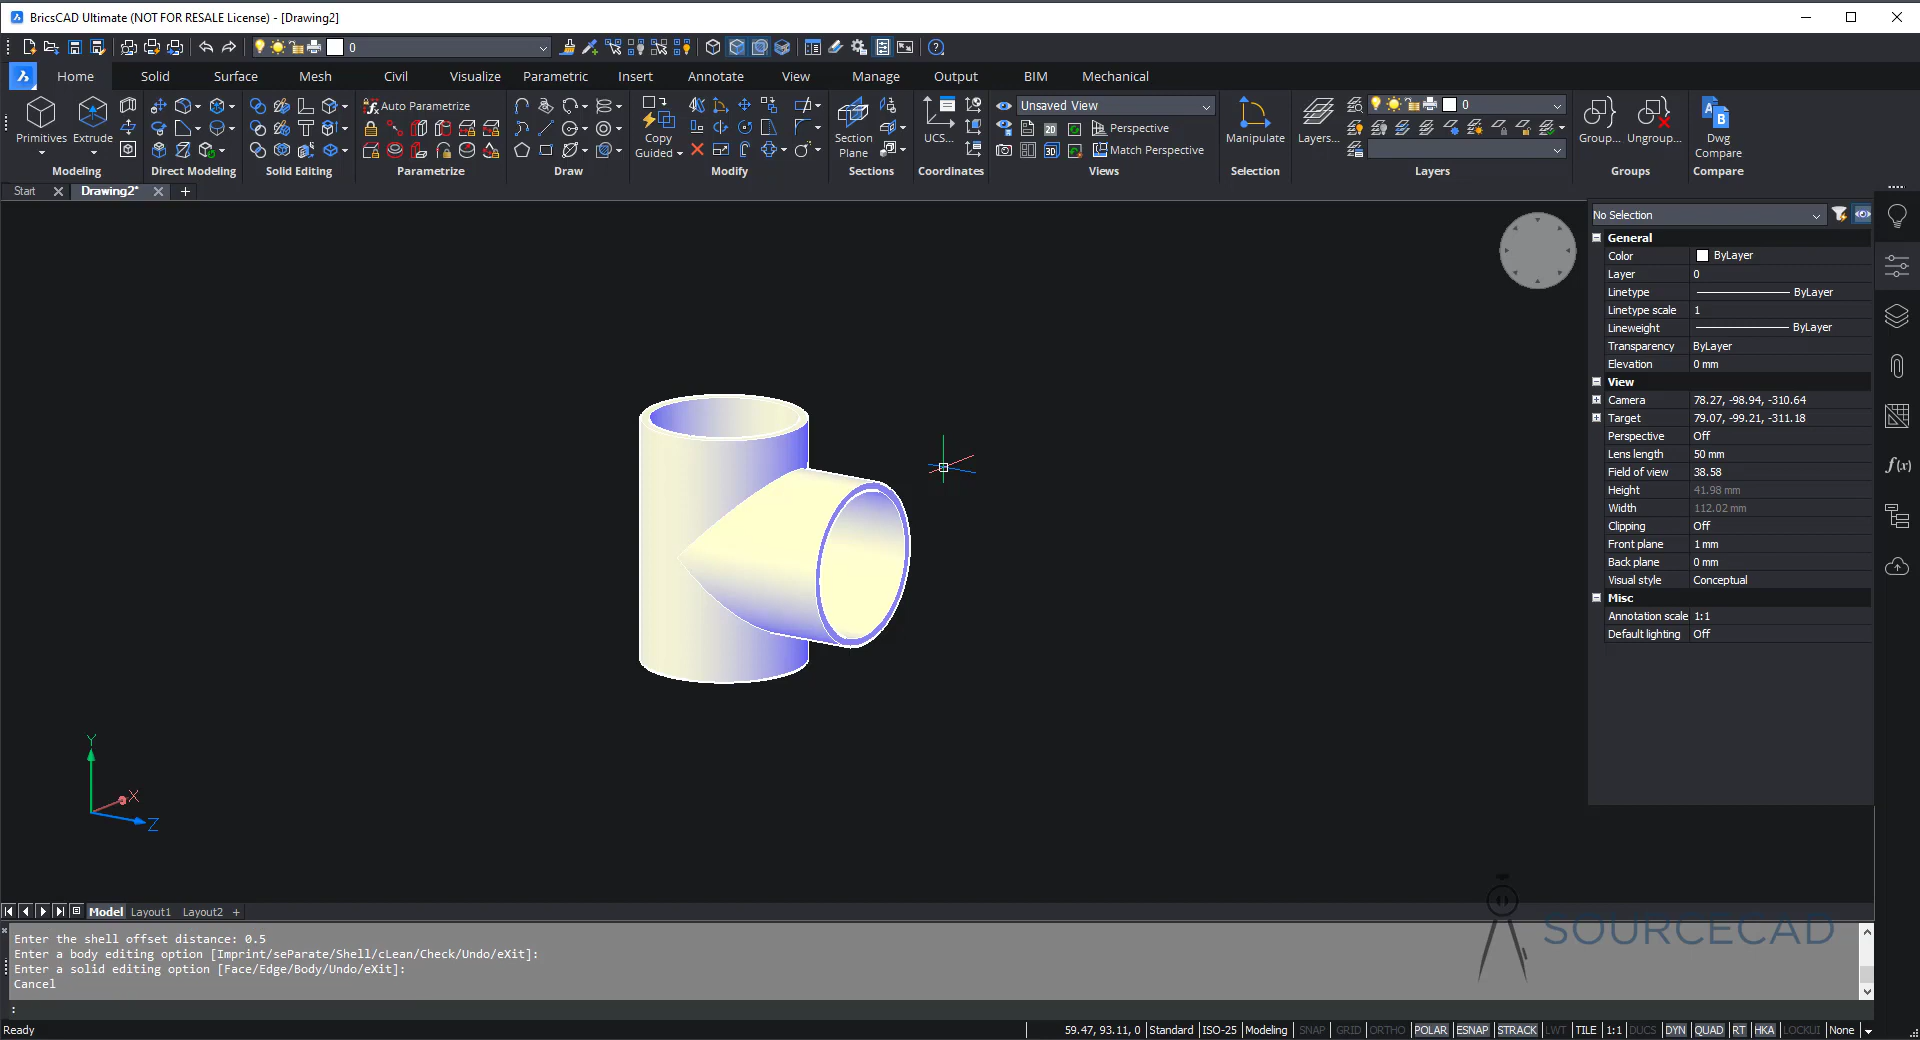 BricsCAD Ultimate (NOT FOR RESALE License) - [Drawing2]
0
Home Solid Surface Mesh Civil Visualize Parametric Insert Annotate View Manage Output BIM Mechanical
Primitives
Extrude
Modeling
Direct Modeling
Solid Editing
Auto Parametrize
Parametrize
Draw
Copy
Guided
Modify
Section
Plane
Sections
UCS...
Coordinates
Unsaved View
2D
Perspective
3D
Match Perspective
Views
Manipulate
Selection
Layers...
0
Layers
Group...
Ungroup...
Groups
A
B
Dwg
Compare
Compare
Start
Drawing2*
No Selection
General
Color ByLayer
Layer 0
Linetype ByLayer
Linetype scale 1
Lineweight ByLayer
Transparency ByLayer
Elevation 0 mm
View
Camera 78.27, -98.94, -310.64
Target 79.07, -99.21, -311.18
Perspective Off
Lens length 50 mm
Field of view 38.58
Height 41.98 mm
Width 112.02 mm
Clipping Off
Front plane 1 mm
Back plane 0 mm
Visual style Conceptual
Misc
Annotation scale 1:1
Default lighting Off
f(x)
Y
X
Z
Model Layout1 Layout2 +
SOURCECAD
Enter the shell offset distance: 0.5
Enter a body editing option [Imprint/seParate/Shell/cLean/Check/Undo/eXit]:
Enter a solid editing option [Face/Edge/Body/Undo/eXit]:
Cancel
:
Ready 59.47, 93.11, 0 Standard ISO-25 Modeling SNAP GRID ORTHO POLAR ESNAP STRACK LWT TILE 1:1 DUCS DYN QUAD RT HKA LOCKUI None